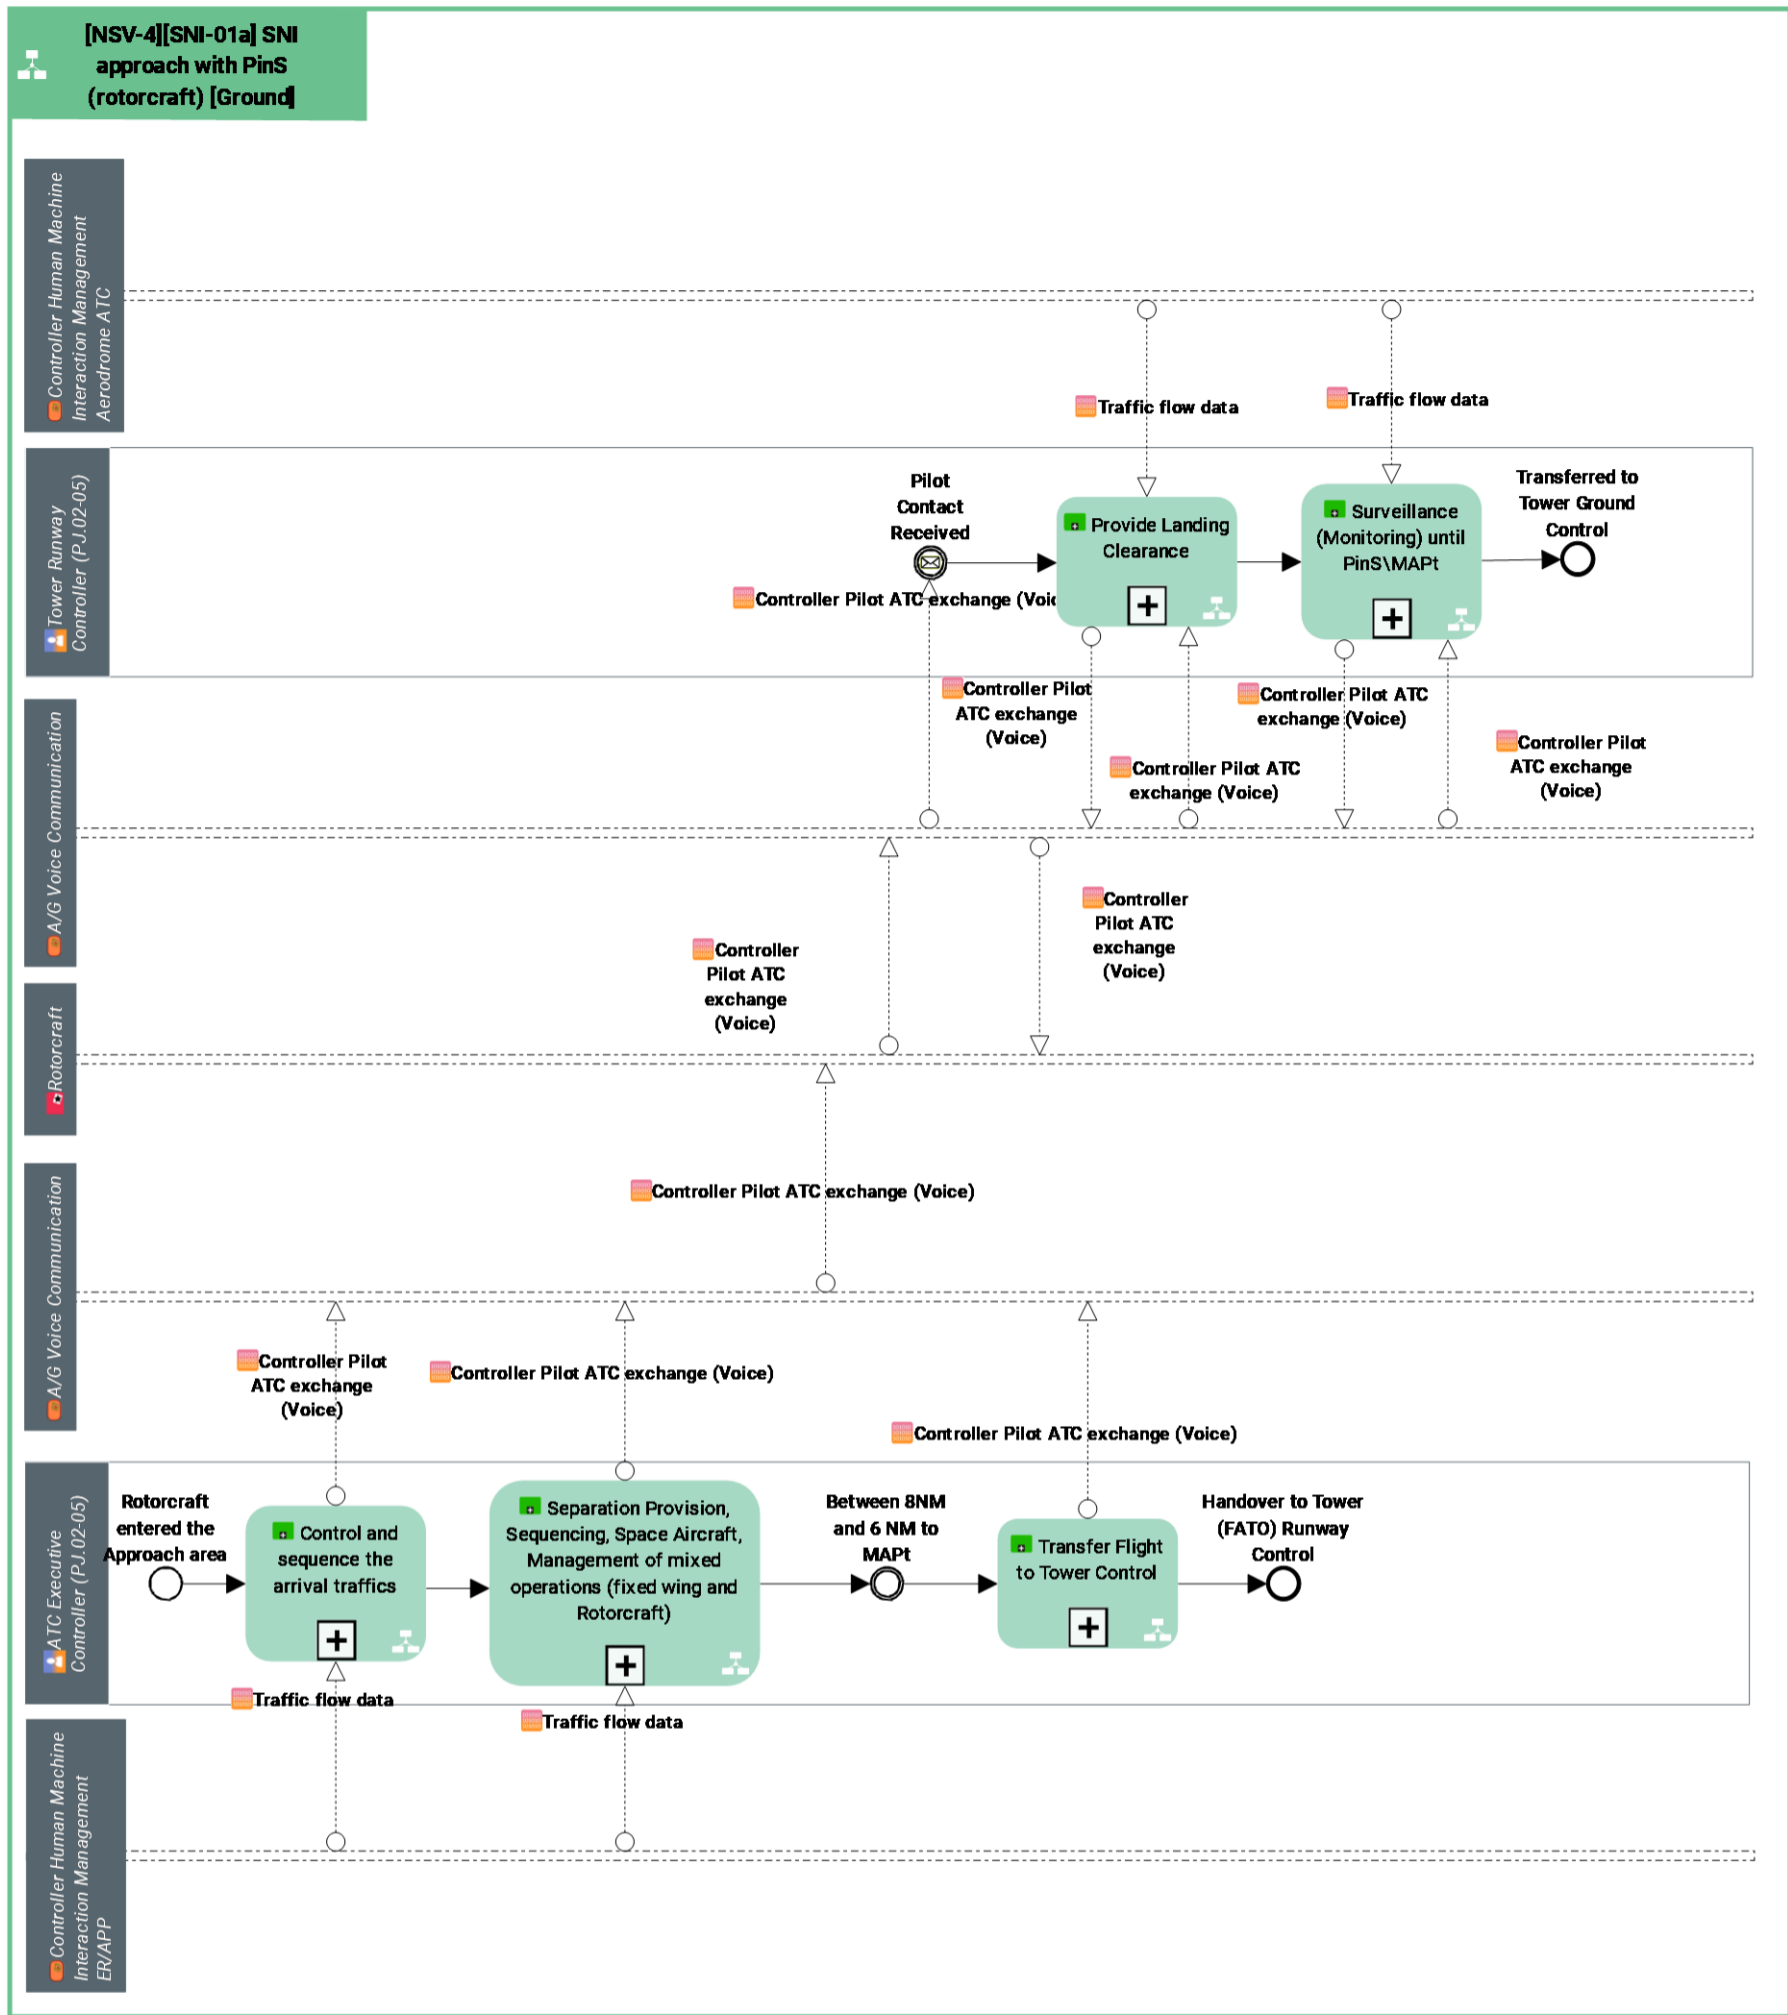 [NSV-4][SNI-01a] SNI
approach with PinS
(rotorcraft) [Ground]
Controller Human Machine
Interaction Management
Aerodrome ATC
Traffic flow data
Traffic flow data
Tower Runway
Controller (PJ.02-05)
Pilot
Contact
Received
Provide Landing
Clearance
Surveillance
(Monitoring) until
PinS\MAPt
Transferred to
Tower Ground
Control
Controller Pilot ATC exchange (Voic
A/G Voice Communication
Controller Pilot
ATC exchange
(Voice)
Controller Pilot ATC
exchange (Voice)
Controller Pilot ATC
exchange (Voice)
Controller Pilot
ATC exchange
(Voice)
Controller
Pilot ATC
exchange
(Voice)
Controller
Pilot ATC
exchange
(Voice)
Rotorcraft
Controller Pilot ATC exchange (Voice)
A/G Voice Communication
Controller Pilot
ATC exchange
(Voice)
Controller Pilot ATC exchange (Voice)
Controller Pilot ATC exchange (Voice)
ATC Executive
Controller (PJ.02-05)
Rotorcraft
entered the
Approach area
Control and
sequence the
arrival traffics
Separation Provision,
Sequencing, Space Aircraft,
Management of mixed
operations (fixed wing and
Rotorcraft)
Between 8NM
and 6 NM to
MAPt
Transfer Flight
to Tower Control
Handover to Tower
(FATO) Runway
Control
Traffic flow data
Traffic flow data
Controller Human Machine
Interaction Management
ER/APP